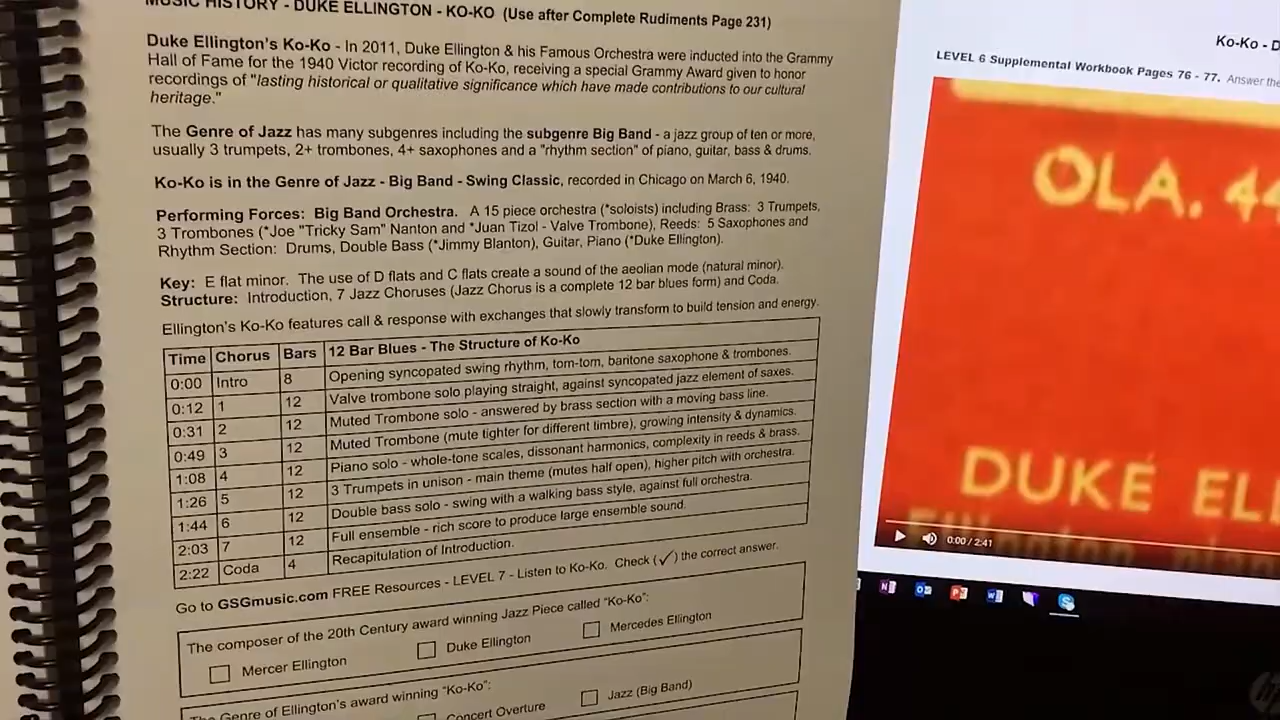 MUSIC HISTORY - DUKE ELLINGTON - KO-KO (Use after Complete Rudiments Page 231)
Duke Ellington's Ko-Ko - In 2011, Duke Ellington & his Famous Orchestra were inducted into the Grammy
Hall of Fame for the 1940 Victor recording of Ko-Ko, receiving a special Grammy Award given to honor
recordings of "lasting historical or qualitative significance which have made contributions to our cultural
heritage."
The Genre of Jazz has many subgenres including the subgenre Big Band - a jazz group of ten or more,
usually 3 trumpets, 2+ trombones, 4+ saxophones and a "rhythm section" of piano, guitar, bass & drums.
Ko-Ko is in the Genre of Jazz - Big Band - Swing Classic, recorded in Chicago on March 6, 1940.
Performing Forces: Big Band Orchestra. A 15 piece orchestra (*soloists) including Brass: 3 Trumpets,
3 Trombones (*Joe "Tricky Sam" Nanton and *Juan Tizol - Valve Trombone), Reeds: 5 Saxophones and
Rhythm Section: Drums, Double Bass (*Jimmy Blanton), Guitar, Piano (*Duke Ellington).
Key: E flat minor. The use of D flats and C flats create a sound of the aeolian mode (natural minor).
Structure: Introduction, 7 Jazz Choruses (Jazz Chorus is a complete 12 bar blues form) and Coda.
Ellington's Ko-Ko features call & response with exchanges that slowly transform to build tension and energy.
Time Chorus Bars 12 Bar Blues - The Structure of Ko-Ko
0:00 Intro 8 Opening syncopated swing rhythm, tom-tom, baritone saxophone & trombones.
0:12 1 12 Valve trombone solo playing straight, against syncopated jazz element of saxes.
0:31 2 12 Muted Trombone solo - answered by brass section with a moving bass line.
0:49 3 12 Muted Trombone (mute tighter for different timbre), growing intensity & dynamics.
1:08 4 12 Piano solo - whole-tone scales, dissonant harmonics, complexity in reeds & brass.
1:26 5 12 3 Trumpets in unison - main theme (mutes half open), higher pitch with orchestra.
1:44 6 12 Double bass solo - swing with a walking bass style, against full orchestra.
2:03 7 12 Full ensemble - rich score to produce large ensemble sound.
2:22 Coda 4 Recapitulation of Introduction.
Go to GSGmusic.com FREE Resources - LEVEL 7 - Listen to Ko-Ko. Check (✓) the correct answer.
The composer of the 20th Century award winning Jazz Piece called "Ko-Ko":
Mercer Ellington Duke Ellington Mercedes Ellington
The Genre of Ellington's award winning "Ko-Ko":
Concert Overture Jazz (Big Band)
Ko-Ko - D
LEVEL 6 Supplemental Workbook Pages 76 - 77. Answer the
OLA. 44
DUKE ELL
0:00 / 2:41
hp